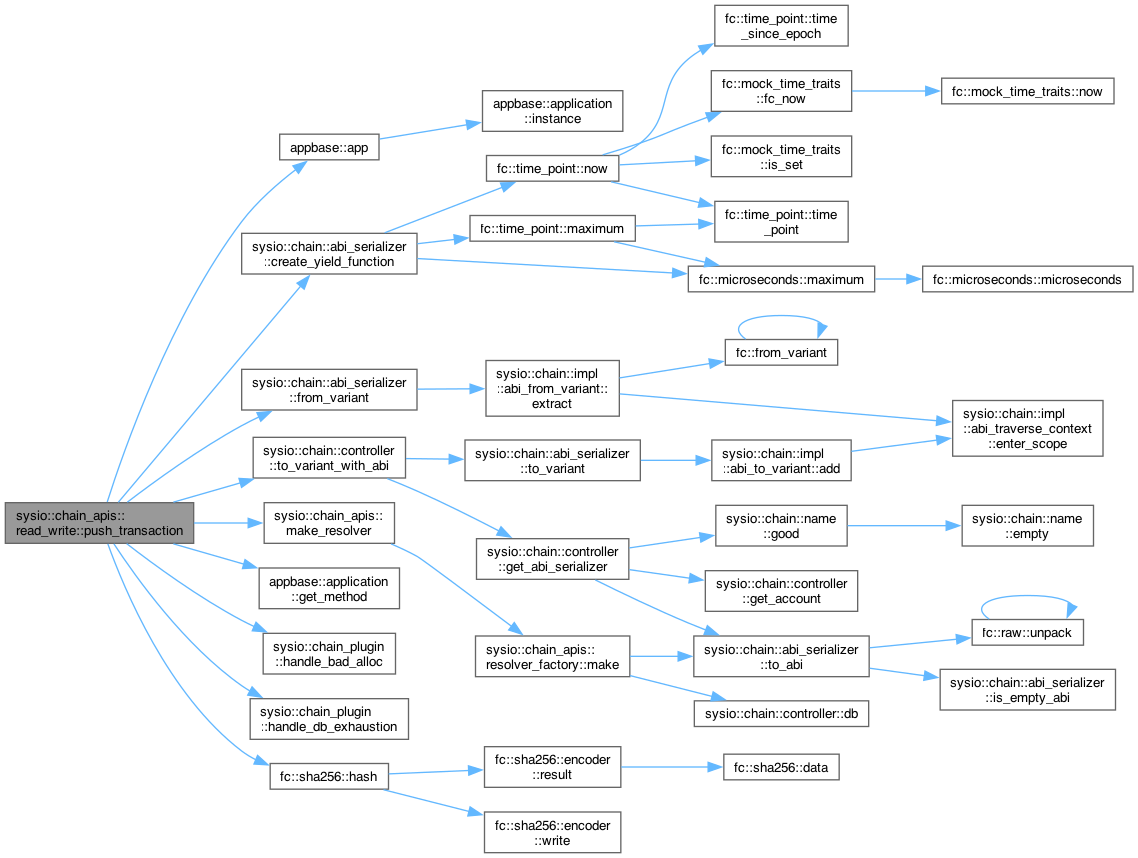 fc::time_point::time
_since_epoch
fc::mock_time_traits
::fc_now
fc::mock_time_traits::now
appbase::application
::instance
appbase::app
fc::mock_time_traits
::is_set
fc::time_point::now
fc::time_point::time
_point
fc::time_point::maximum
sysio::chain::abi_serializer
::create_yield_function
fc::microseconds::maximum
fc::microseconds::microseconds
fc::from_variant
sysio::chain::abi_serializer
::from_variant
sysio::chain::impl
::abi_from_variant::
extract
sysio::chain::impl
::abi_traverse_context
::enter_scope
sysio::chain::controller
::to_variant_with_abi
sysio::chain::abi_serializer
::to_variant
sysio::chain::impl
::abi_to_variant::add
sysio::chain_apis::
read_write::push_transaction
sysio::chain_apis::
make_resolver
sysio::chain::name
::good
sysio::chain::name
::empty
sysio::chain::controller
::get_abi_serializer
appbase::application
::get_method
sysio::chain::controller
::get_account
fc::raw::unpack
sysio::chain_plugin
::handle_bad_alloc
sysio::chain_apis::
resolver_factory::make
sysio::chain::abi_serializer
::to_abi
sysio::chain::abi_serializer
::is_empty_abi
sysio::chain_plugin
::handle_db_exhaustion
sysio::chain::controller::db
fc::sha256::hash
fc::sha256::encoder
::result
fc::sha256::data
fc::sha256::encoder
::write